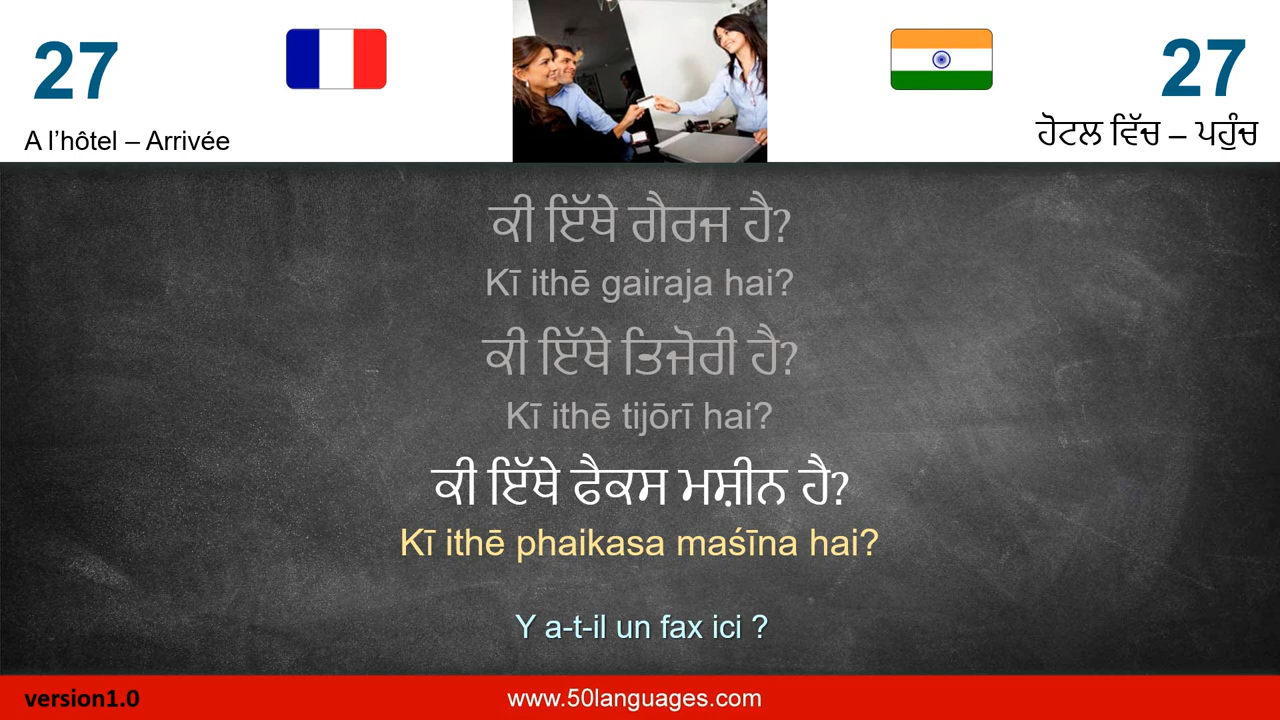 27
27
A l’hôtel – Arrivée
ਹੋਟਲ ਵਿੱਚ – ਪਹੁੰਚ
ਕੀ ਇੱਥੇ ਗੈਰਜ ਹੈ?
Kī ithē gairaja hai?
ਕੀ ਇੱਥੇ ਤਿਜੋਰੀ ਹੈ?
Kī ithē tijōrī hai?
ਕੀ ਇੱਥੇ ਫੈਕਸ ਮਸ਼ੀਨ ਹੈ?
Kī ithē phaikasa maśīna hai?
Y a-t-il un fax ici ?
version1.0
www.50languages.com